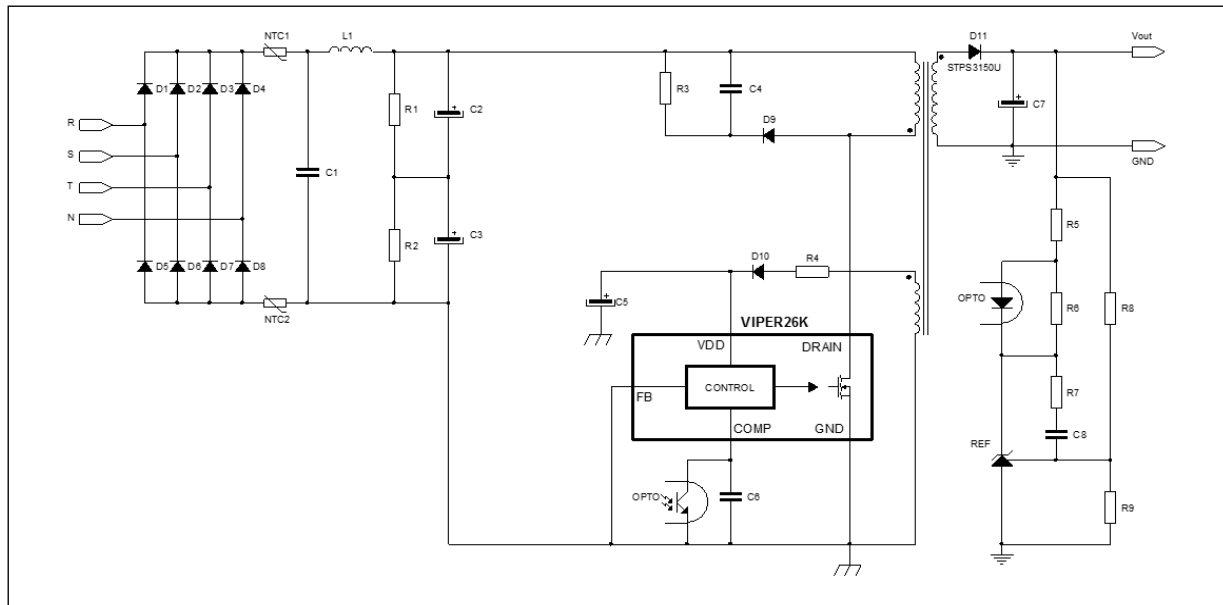 NTC1
L1
D11
Vout
STPS3150U
D1
D2
D3
D4
R3
C4
C7
R
R1
C2
D9
GND
S
C1
T
N
R2
C3
R5
D10
R4
D5
D6
D7
D8
C5
OPTO
R6
R8
NTC2
VIPER26K
VDD
DRAIN
CONTROL
FB
R7
COMP
GND
C8
REF
OPTO
C6
R9